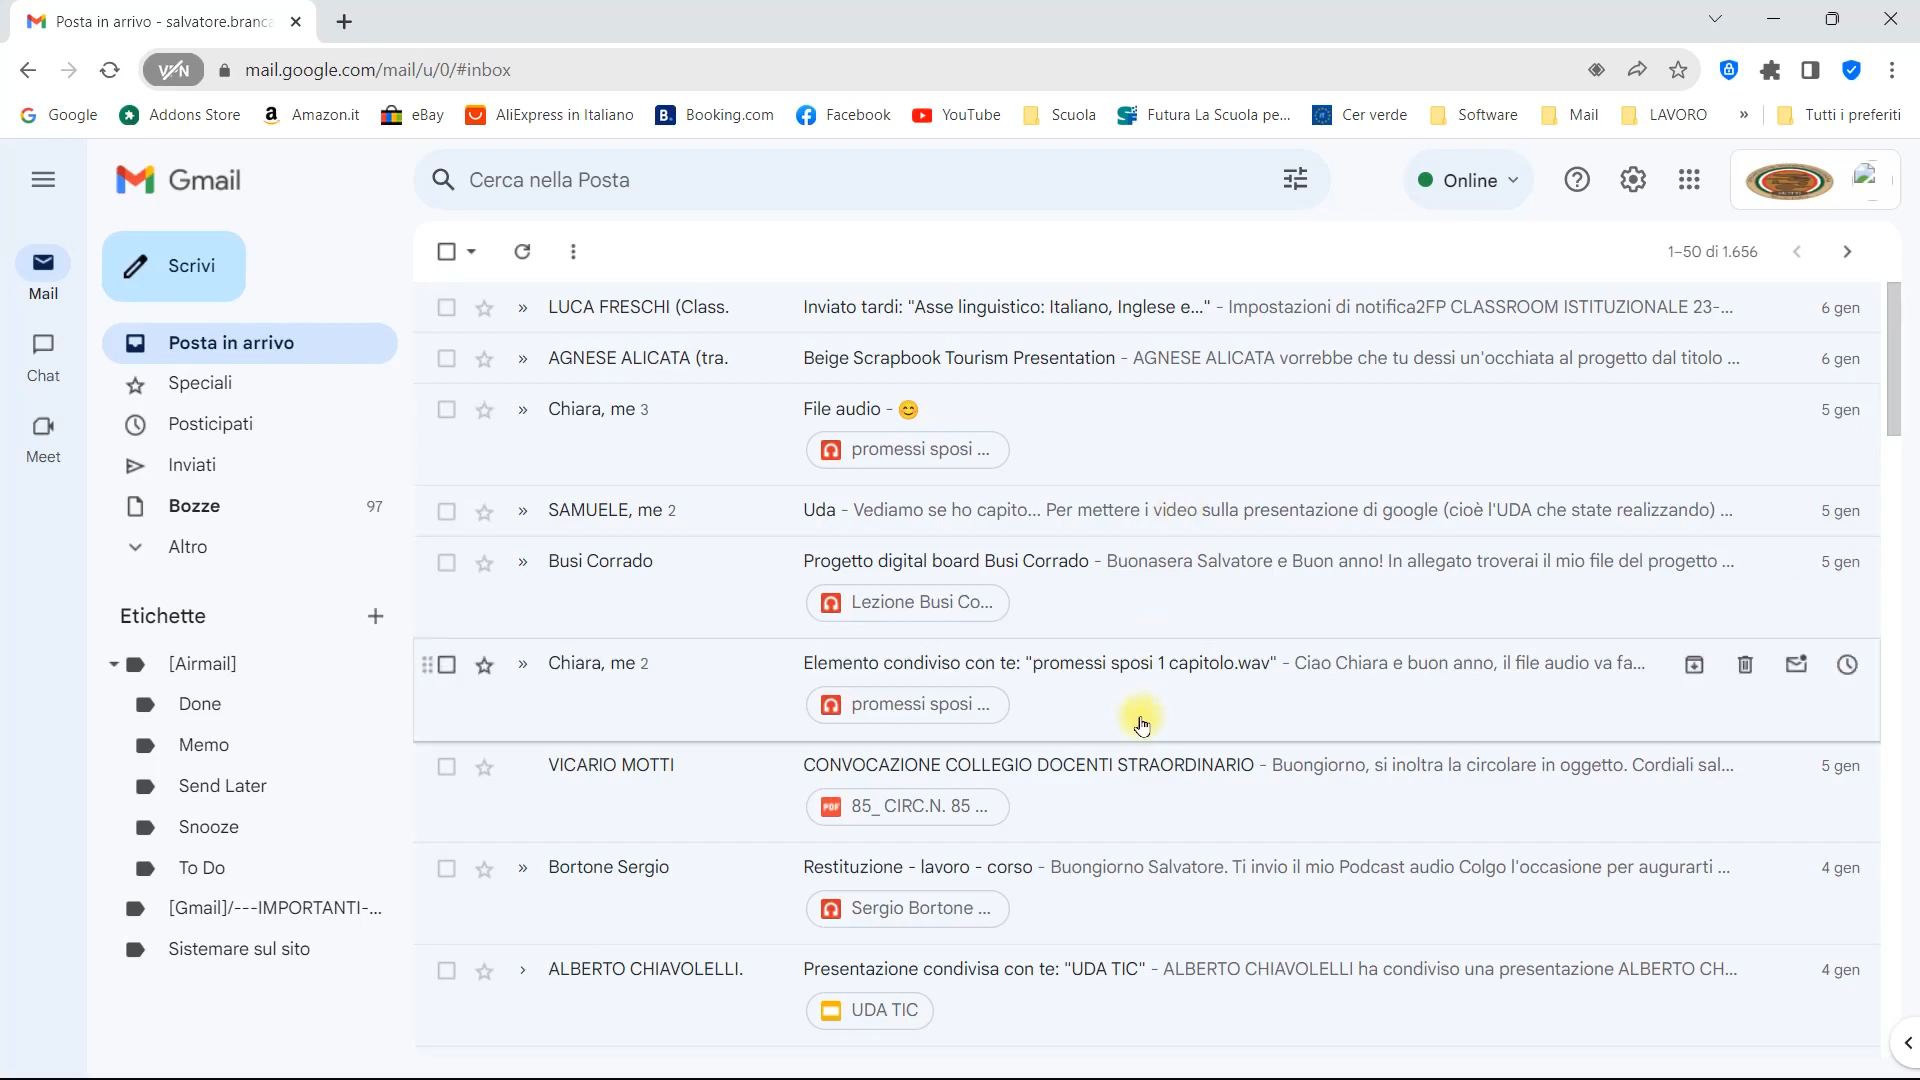 Posta in arrivo - salvatore.branca
VPN mail.google.com/mail/u/0/#inbox
Google Addons Store Amazon.it eBay AliExpress in Italiano Booking.com Facebook YouTube Scuola Futura La Scuola pe... Cer verde Software Mail LAVORO » Tutti i preferiti
Gmail
Cerca nella Posta
Online
Scrivi
1–50 di 1.656
Mail
Chat
Meet
Posta in arrivo
Speciali
Posticipati
Inviati
Bozze 97
Altro
Etichette +
[Airmail]
Done
Memo
Send Later
Snooze
To Do
[Gmail]/---IMPORTANTI-...
Sistemare sul sito
LUCA FRESCHI (Class. Inviato tardi: "Asse linguistico: Italiano, Inglese e..." - Impostazioni di notifica2FP CLASSROOM ISTITUZIONALE 23-... 6 gen
AGNESE ALICATA (tra. Beige Scrapbook Tourism Presentation - AGNESE ALICATA vorrebbe che tu dessi un'occhiata al progetto dal titolo ... 6 gen
Chiara, me 3 File audio - 😊 5 gen
promessi sposi ...
SAMUELE, me 2 Uda - Vediamo se ho capito... Per mettere i video sulla presentazione di google (cioè l'UDA che state realizzando) ... 5 gen
Busi Corrado Progetto digital board Busi Corrado - Buonasera Salvatore e Buon anno! In allegato troverai il mio file del progetto ... 5 gen
Lezione Busi Co...
Chiara, me 2 Elemento condiviso con te: "promessi sposi 1 capitolo.wav" - Ciao Chiara e buon anno, il file audio va fa...
promessi sposi ...
VICARIO MOTTI CONVOCAZIONE COLLEGIO DOCENTI STRAORDINARIO - Buongiorno, si inoltra la circolare in oggetto. Cordiali sal... 5 gen
PDF 85_ CIRC.N. 85 ...
Bortone Sergio Restituzione - lavoro - corso - Buongiorno Salvatore. Ti invio il mio Podcast audio Colgo l'occasione per augurarti ... 4 gen
Sergio Bortone ...
ALBERTO CHIAVOLELLI. Presentazione condivisa con te: "UDA TIC" - ALBERTO CHIAVOLELLI ha condiviso una presentazione ALBERTO CH... 4 gen
UDA TIC